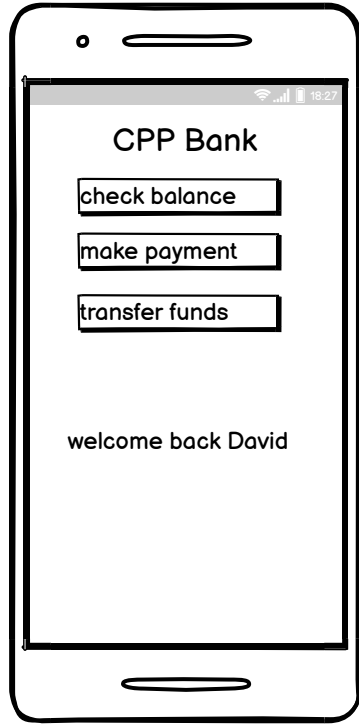 18:27
CPP Bank
check balance
make payment
transfer funds
welcome back David